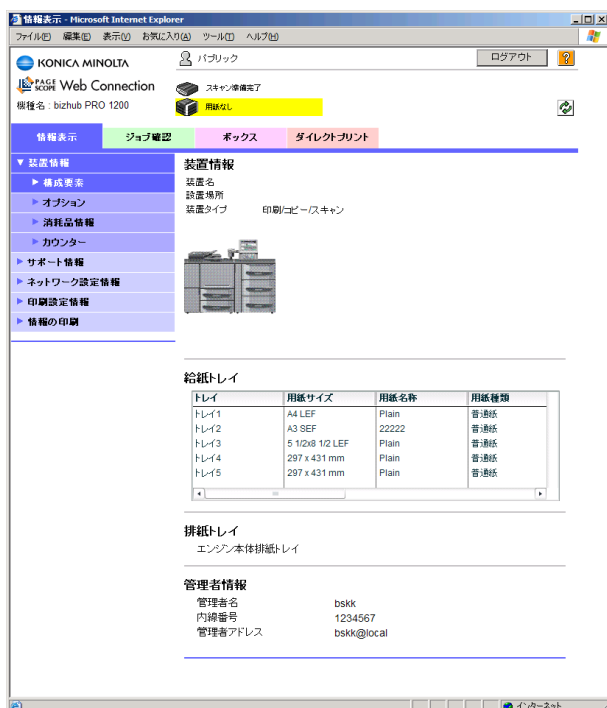 情報表示 - Microsoft Internet Explorer
ファイル(F) 編集(E) 表示(V) お気に入り(A) ツール(T) ヘルプ(H)
KONICA MINOLTA
パブリック
ログアウト
?
PAGE SCOPE Web Connection
スキャン準備完了
機種名 : bizhub PRO 1200
用紙なし
情報表示 ジョブ確認 ボックス ダイレクトプリント
▼ 装置情報
▶ 構成要素
▶ オプション
▶ 消耗品情報
▶ カウンター
▶ サポート情報
▶ ネットワーク設定情報
▶ 印刷設定情報
▶ 情報の印刷
装置情報
装置名
設置場所
装置タイプ 印刷/コピー/スキャン
給紙トレイ
トレイ 用紙サイズ 用紙名称 用紙種類
トレイ1 A4 LEF Plain 普通紙
トレイ2 A3 SEF 22222 普通紙
トレイ3 5 1/2x8 1/2 LEF Plain 普通紙
トレイ4 297 x 431 mm Plain 普通紙
トレイ5 297 x 431 mm Plain 普通紙
排紙トレイ
エンジン本体排紙トレイ
管理者情報
管理者名 bskk
内線番号 1234567
管理者アドレス bskk@local
インターネット